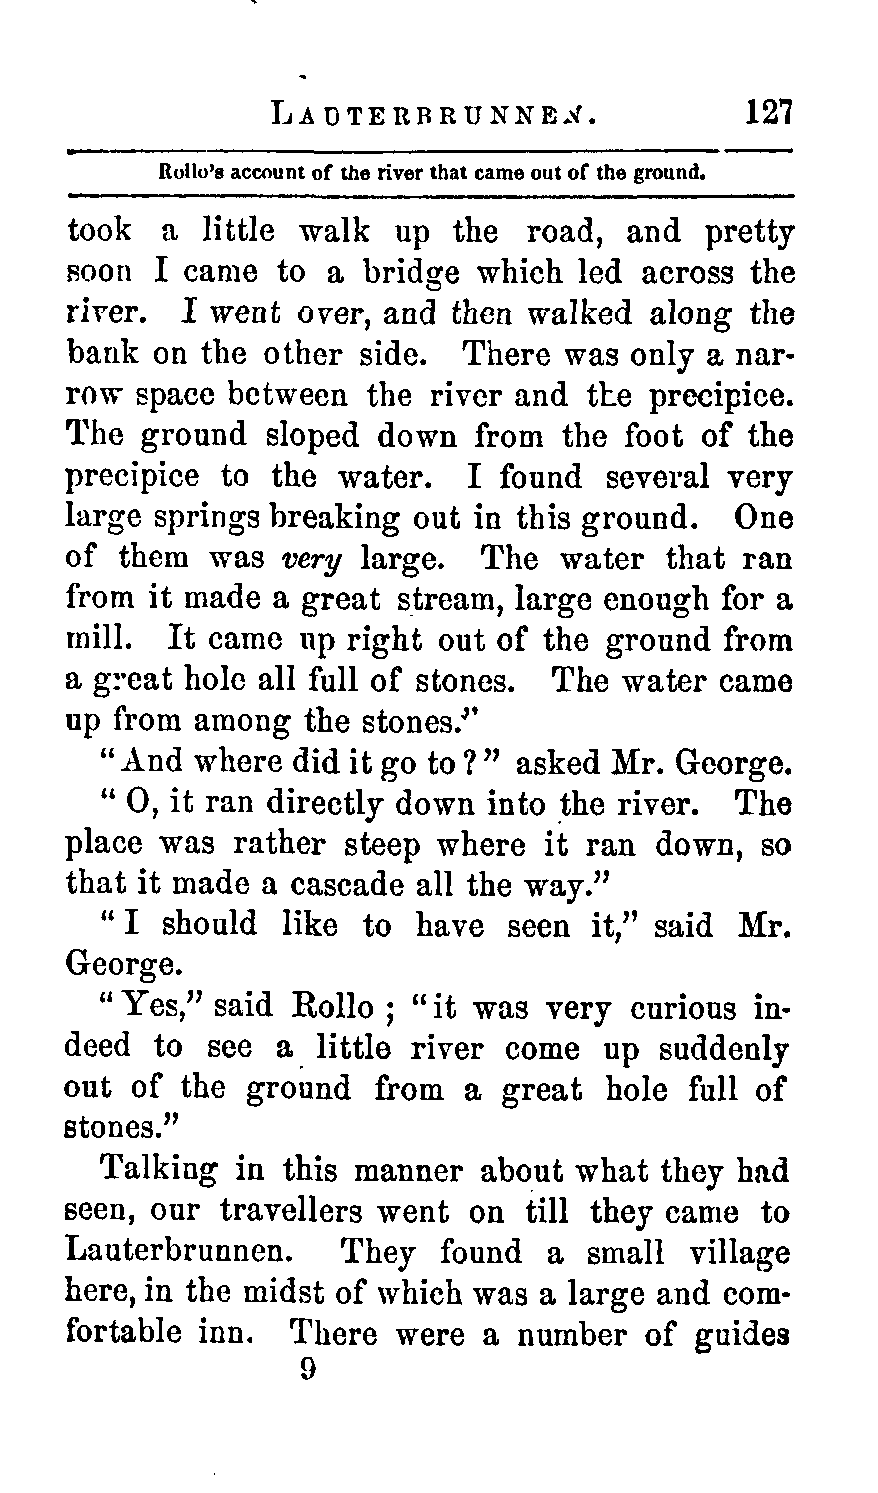 LAUTERBRUNNEN. 127
Rollo's account of the river that came out of the ground.
took a little walk up the road, and pretty
soon I came to a bridge which led across the
river. I went over, and then walked along the
bank on the other side. There was only a nar-
row space between the river and the precipice.
The ground sloped down from the foot of the
precipice to the water. I found several very
large springs breaking out in this ground. One
of them was very large. The water that ran
from it made a great stream, large enough for a
mill. It came up right out of the ground from
a great hole all full of stones. The water came
up from among the stones."
"And where did it go to?" asked Mr. George.
"O, it ran directly down into the river. The
place was rather steep where it ran down, so
that it made a cascade all the way."
"I should like to have seen it," said Mr.
George.
"Yes," said Rollo; "it was very curious in-
deed to see a little river come up suddenly
out of the ground from a great hole full of
stones."
Talking in this manner about what they had
seen, our travellers went on till they came to
Lauterbrunnen. They found a small village
here, in the midst of which was a large and com-
fortable inn. There were a number of guides
9